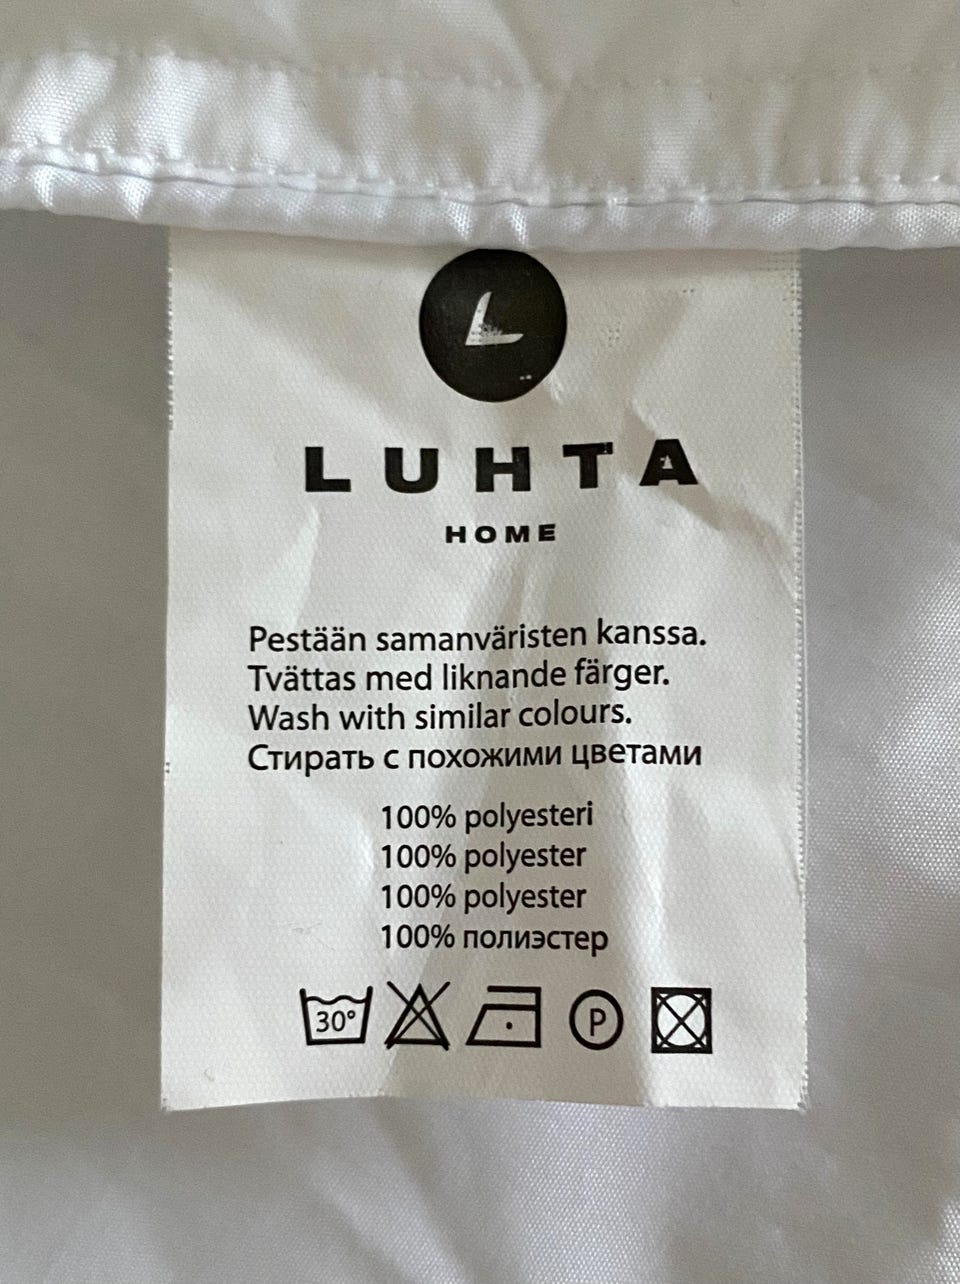 L
LUHTA
HOME
Pestään samanväristen kanssa.
Tvättas med liknande färger.
Wash with similar colours.
Стирать с похожими цветами
100% polyesteri
100% polyester
100% polyester
100% полиэстер
30° P